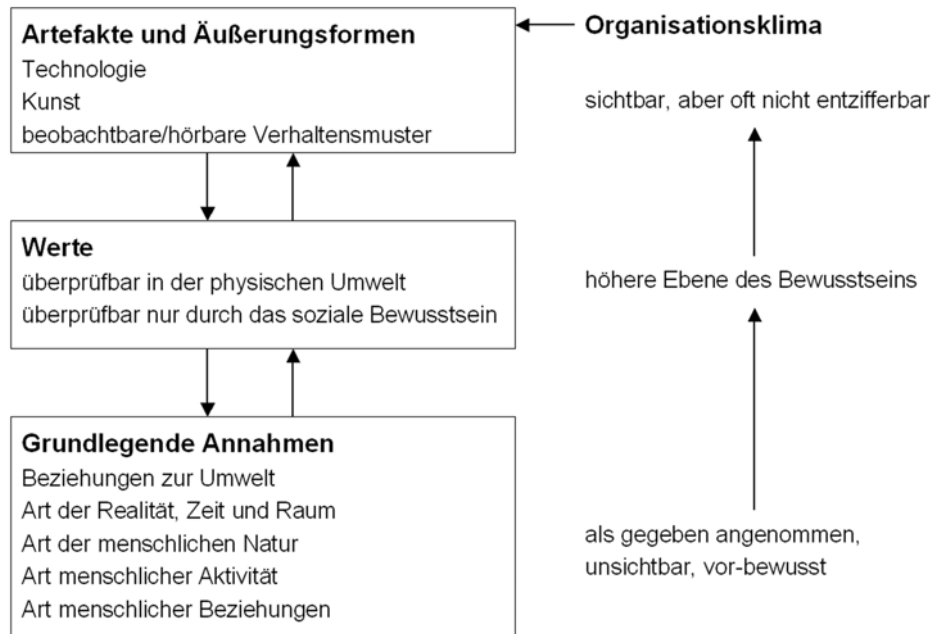 Artefakte und Äußerungsformen
Technologie
Kunst
beobachtbare/hörbare Verhaltensmuster
Organisationsklima
sichtbar, aber oft nicht entzifferbar
Werte
überprüfbar in der physischen Umwelt
überprüfbar nur durch das soziale Bewusstsein
höhere Ebene des Bewusstseins
Grundlegende Annahmen
Beziehungen zur Umwelt
Art der Realität, Zeit und Raum
Art der menschlichen Natur
Art menschlicher Aktivität
Art menschlicher Beziehungen
als gegeben angenommen,
unsichtbar, vor-bewusst